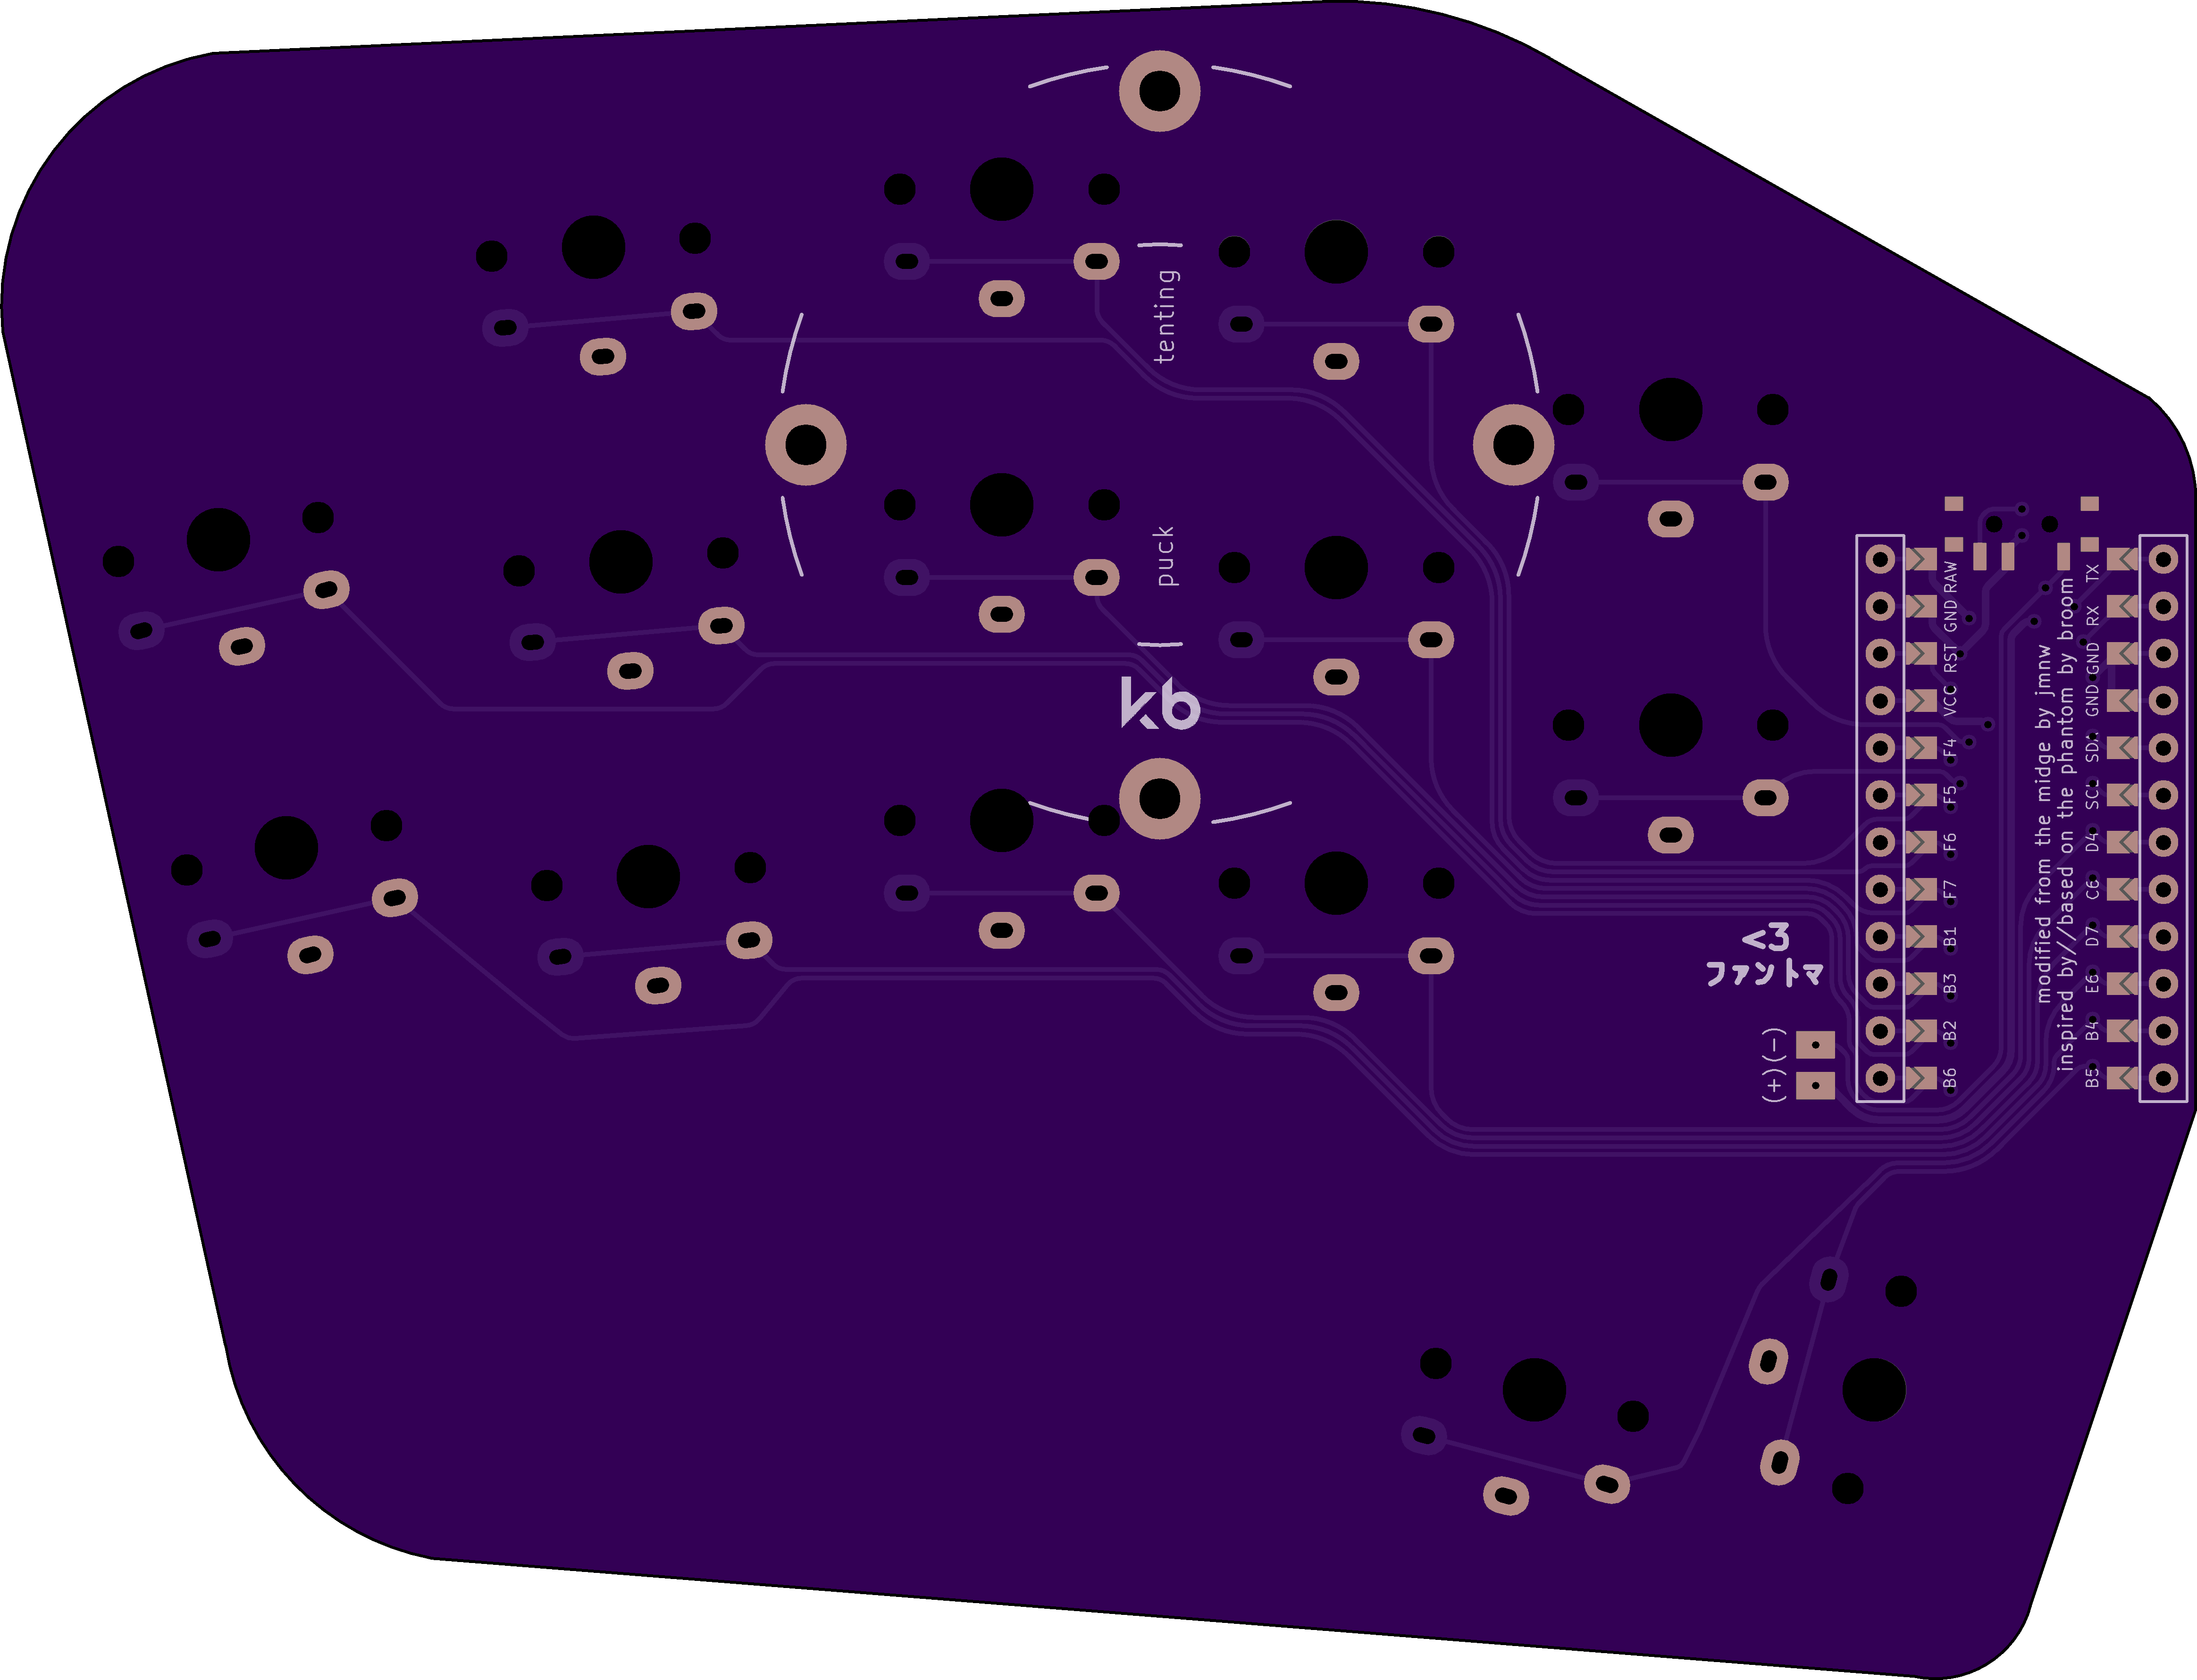 tenting
puck
kb
<3
ファントマ
(-)
(+)
RAW
GND
RST
VCC
F4
F5
F6
F7
B1
B3
B2
B6
modified from the midge by jmnw
inspired by//based on the phantom by broom
TX
RX
GND
GND
SDA
SCL
D4
C6
D7
E6
B4
B5